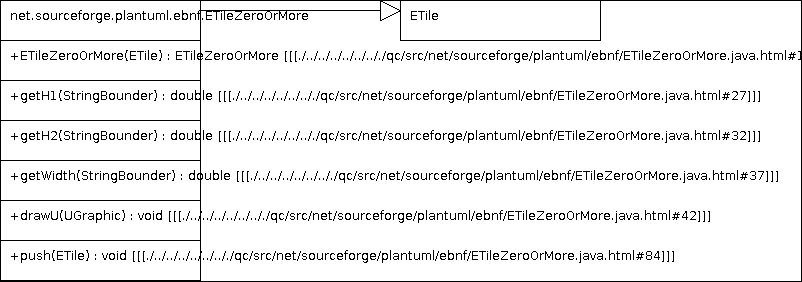 net.sourceforge.plantuml.ebnf.ETileZeroOrMore
ETile
+ETileZeroOrMore(ETile) : ETileZeroOrMore [[[./../../../../../../../qc/src/net/sourceforge/plantuml/ebnf/ETileZeroOrMore.java.html#1
+getH1(StringBounder) : double [[[./../../../../../../../qc/src/net/sourceforge/plantuml/ebnf/ETileZeroOrMore.java.html#27]]]
+getH2(StringBounder) : double [[[./../../../../../../../qc/src/net/sourceforge/plantuml/ebnf/ETileZeroOrMore.java.html#32]]]
+getWidth(StringBounder) : double [[[./../../../../../../../qc/src/net/sourceforge/plantuml/ebnf/ETileZeroOrMore.java.html#37]]]
+drawU(UGraphic) : void [[[./../../../../../../../qc/src/net/sourceforge/plantuml/ebnf/ETileZeroOrMore.java.html#42]]]
+push(ETile) : void [[[./../../../../../../../qc/src/net/sourceforge/plantuml/ebnf/ETileZeroOrMore.java.html#84]]]